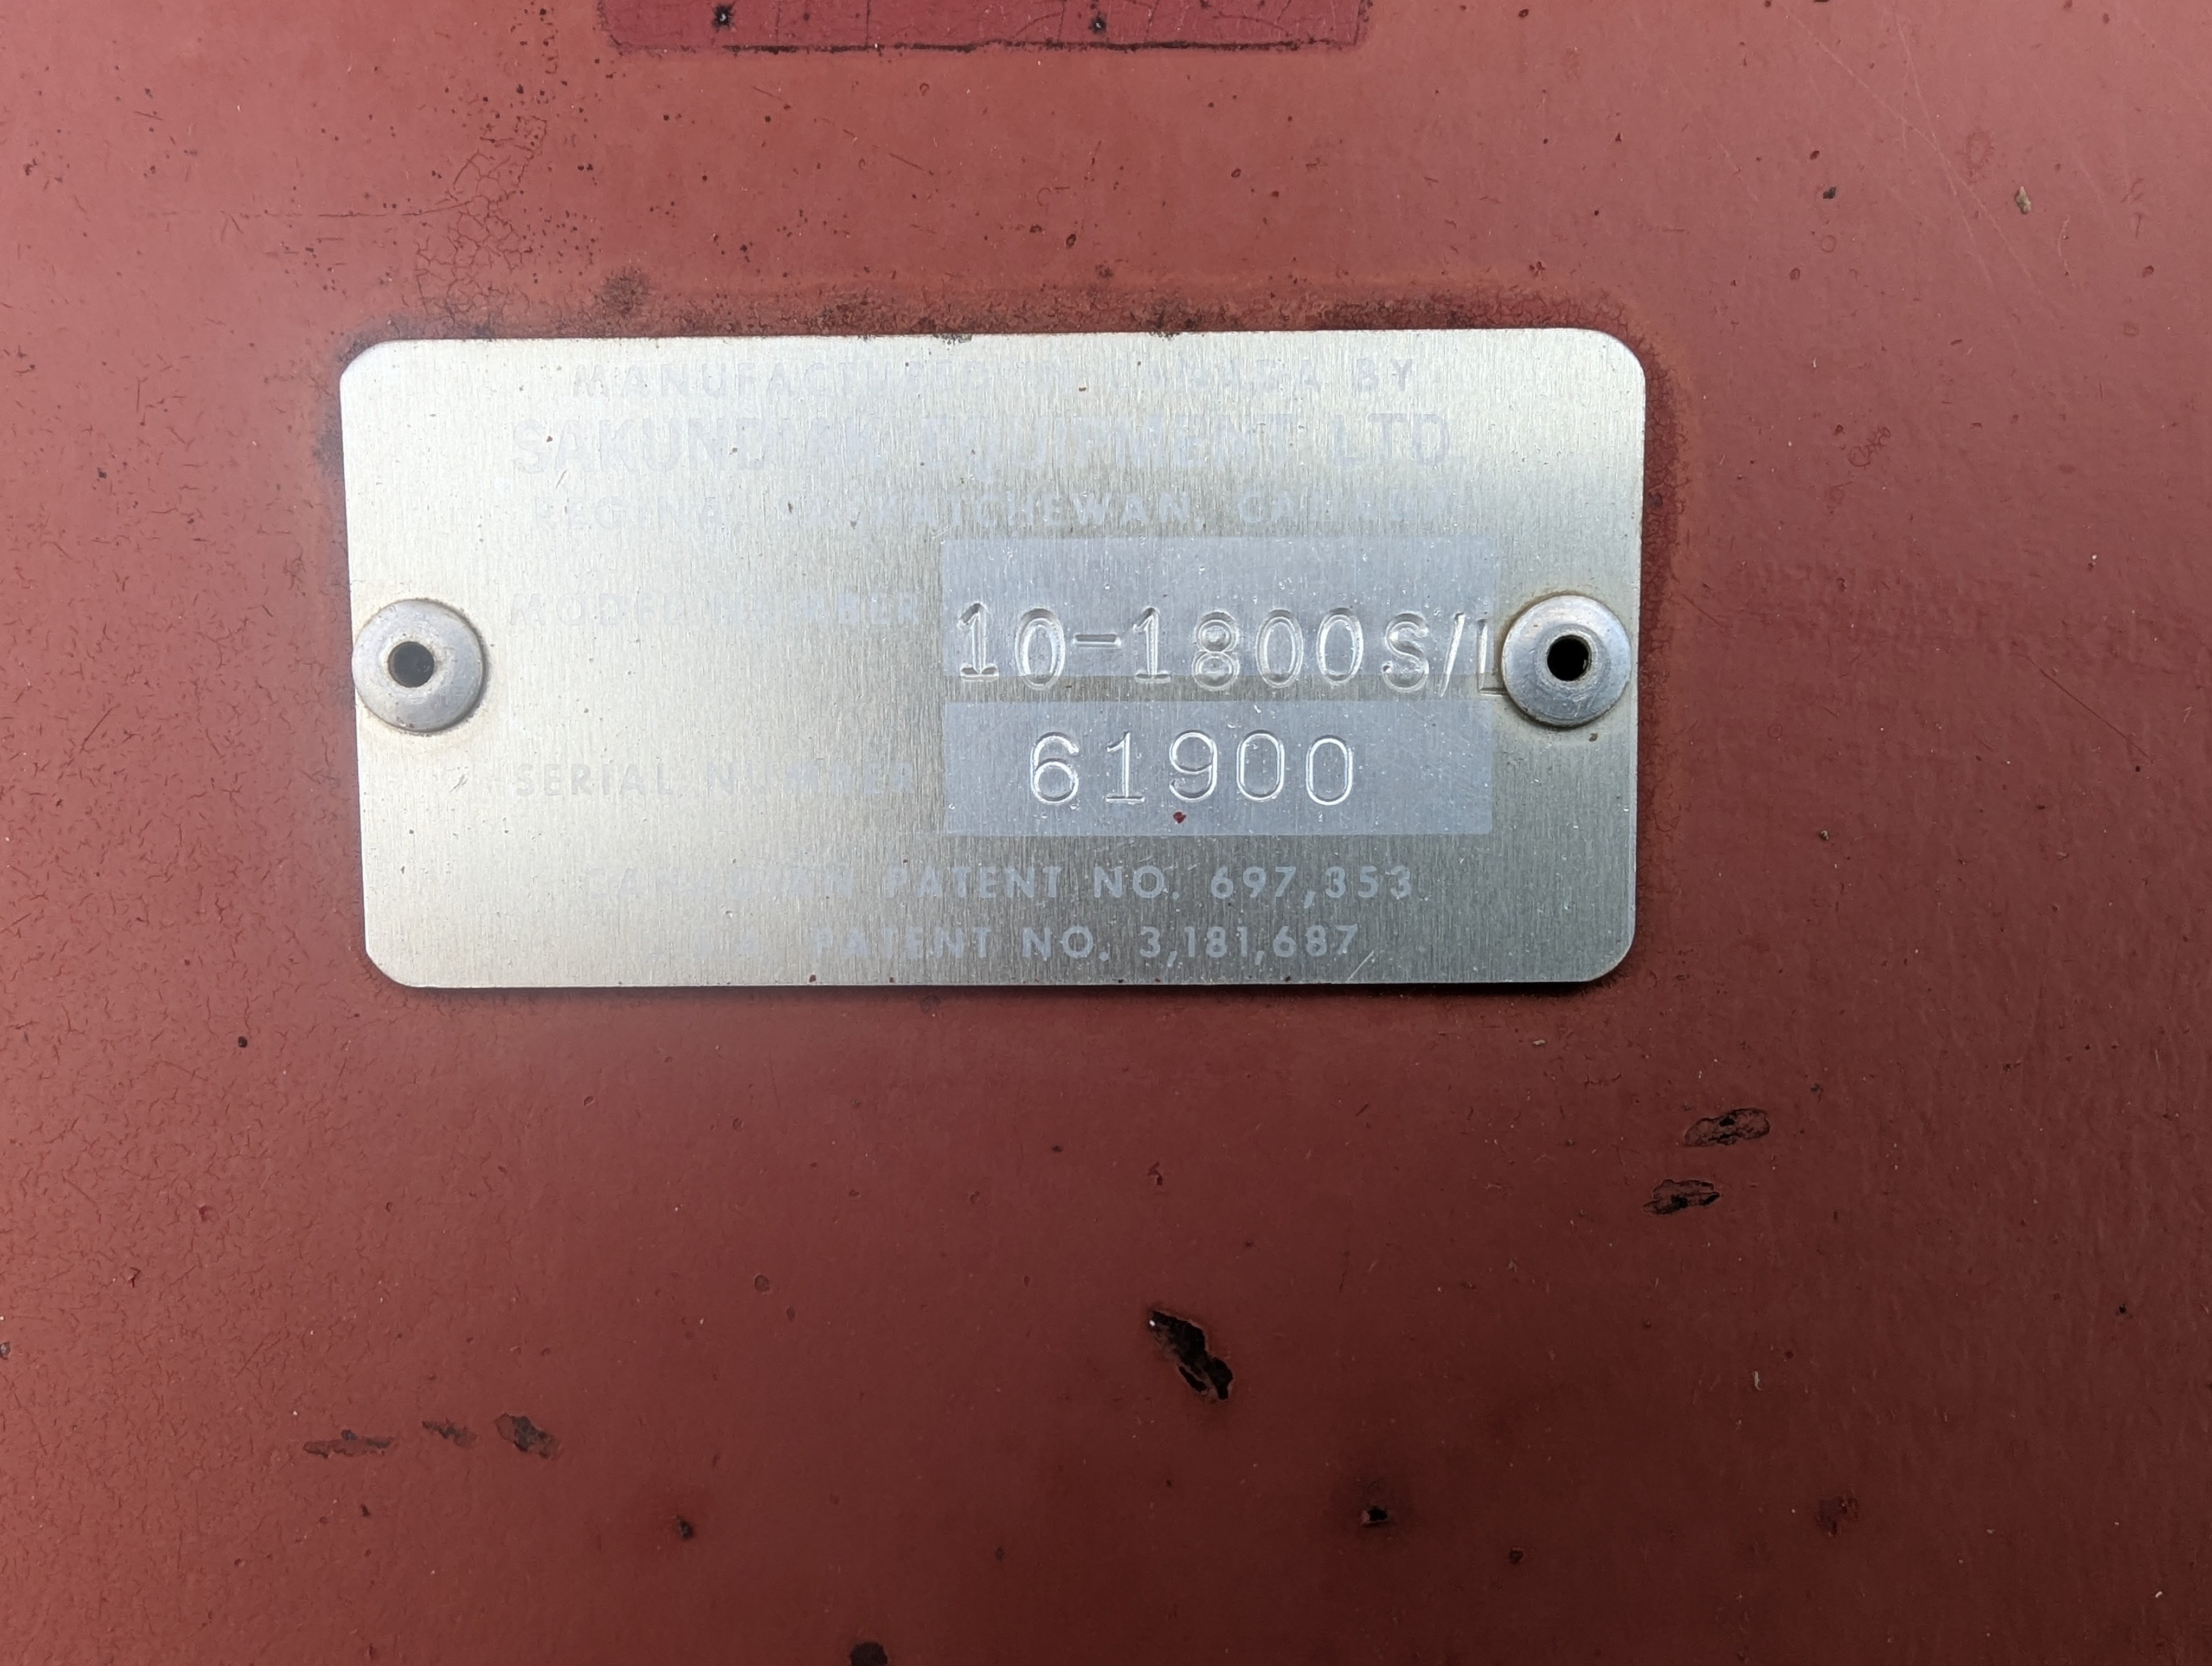 MANUFACTURED IN CANADA BY
SAKUNDIAK EQUIPMENT LTD.
REGINA, SASKATCHEWAN, CANADA
MODEL NUMBER 10-1800S/L
SERIAL NUMBER 61900
CANADIAN PATENT NO. 697,353
U.S. PATENT NO. 3,181,687